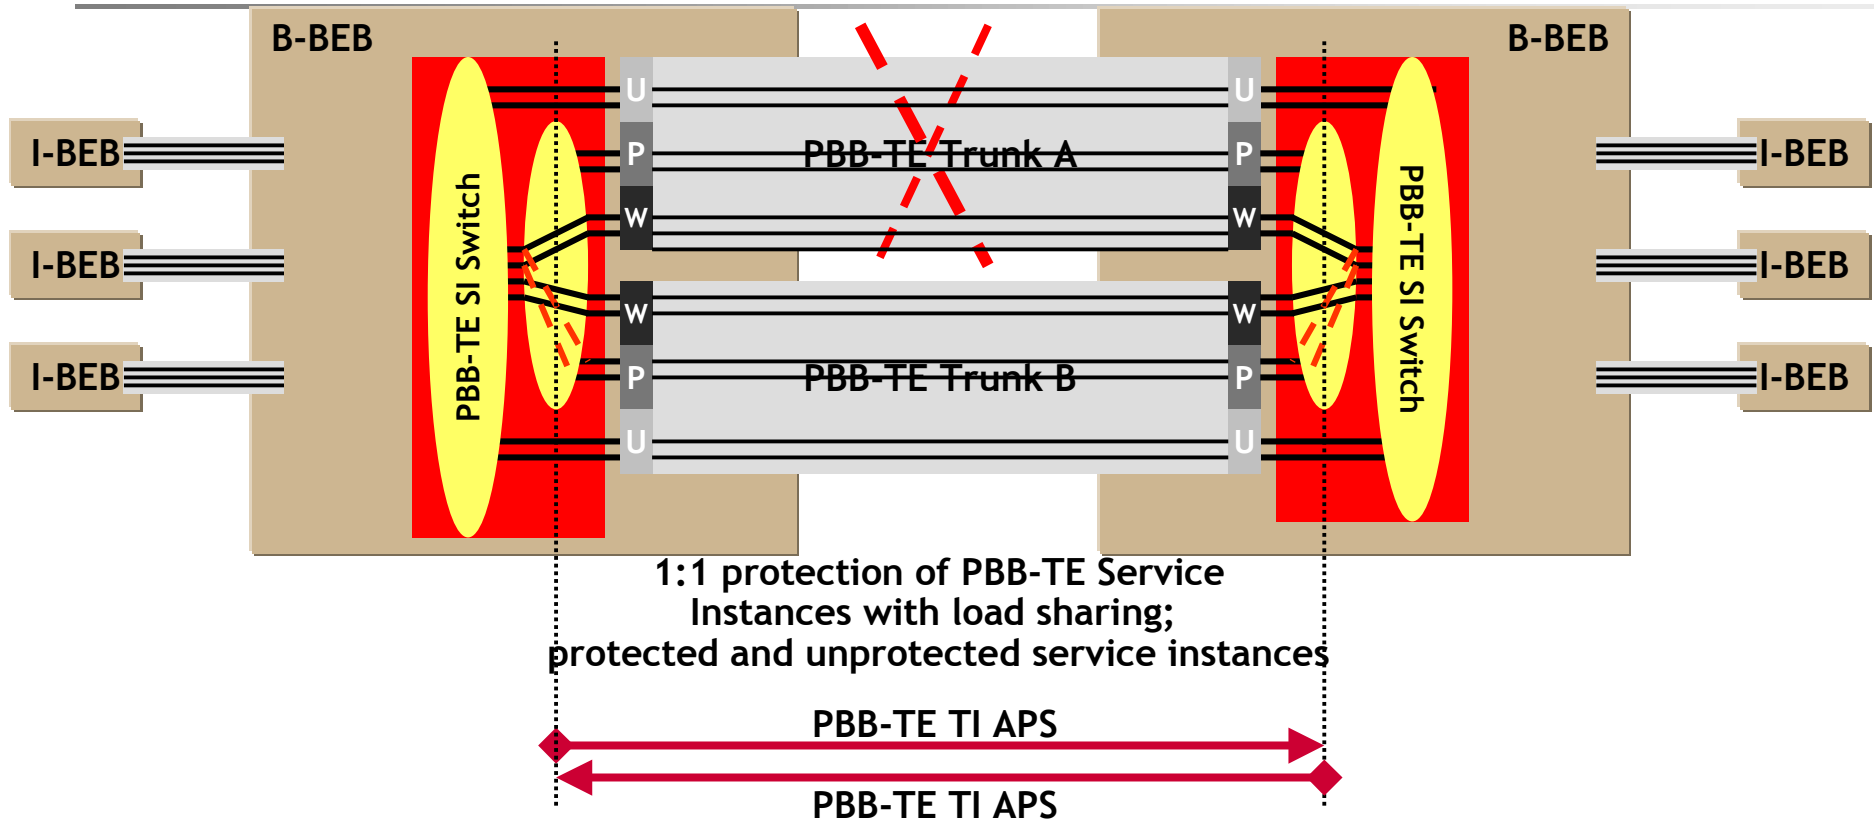 B-BEB
B-BEB
U
U
I-BEB
P
PBB-TE Trunk A
P
I-BEB
PBB-TE SI Switch
W
W
PBB-TE SI Switch
I-BEB
I-BEB
W
W
I-BEB
P
PBB-TE Trunk B
P
I-BEB
U
U
1:1 protection of PBB-TE Service
Instances with load sharing;
protected and unprotected service instances
PBB-TE TI APS
PBB-TE TI APS